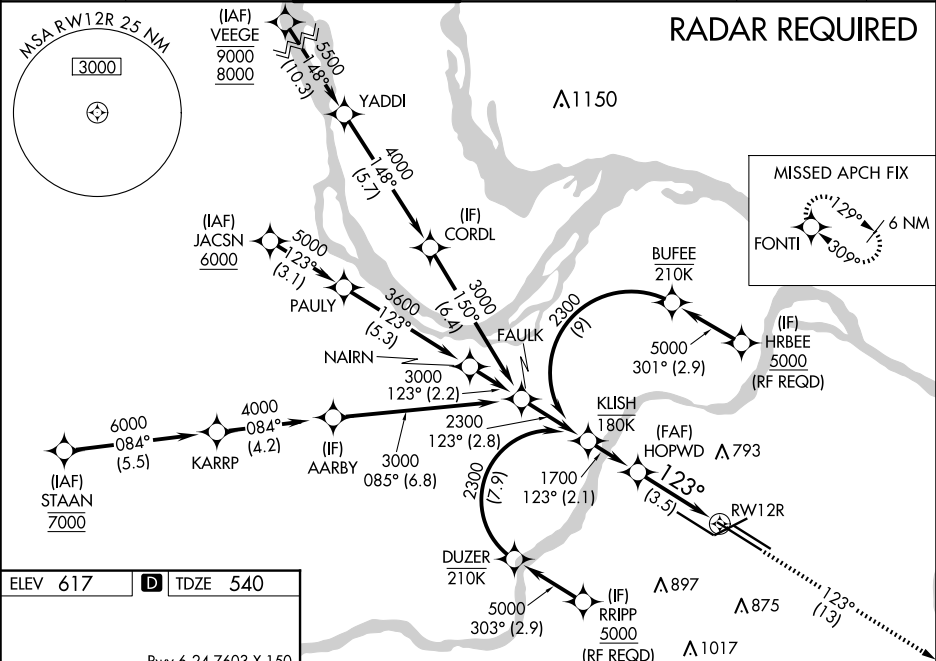 RADAR REQUIRED
MSA RW12R 25 NM
3000
(IAF)
VEEGE
9000
8000
5500
148°
(10.3)
YADDI
1150
4000
148°
(5.7)
MISSED APCH FIX
129°
6 NM
FONTI
309°
(IAF)
JACSN
6000
5000
123°
(3.1)
(IF)
CORDL
BUFEE
210K
PAULY
3600
123°
(5.3)
3000
150°
(6.4)
2300
(9)
FAULK
5000
301° (2.9)
(IF)
HRBEE
5000
(RF REQD)
NAIRN
3000
123° (2.2)
KLISH
180K
6000
084°
(5.5)
4000
084°
(4.2)
2300
123° (2.8)
(FAF)
HOPWD
793
(IAF)
STAAN
7000
KARRP
(IF)
AARBY
3000
085° (6.8)
2300
(7.9)
1700
123° (2.1)
123°
(3.5)
RW12R
DUZER
210K
5000
303° (2.9)
(IF)
RRIPP
5000
(RF REQD)
897
875
1017
123°
(13)
ELEV 617
D
TDZE 540